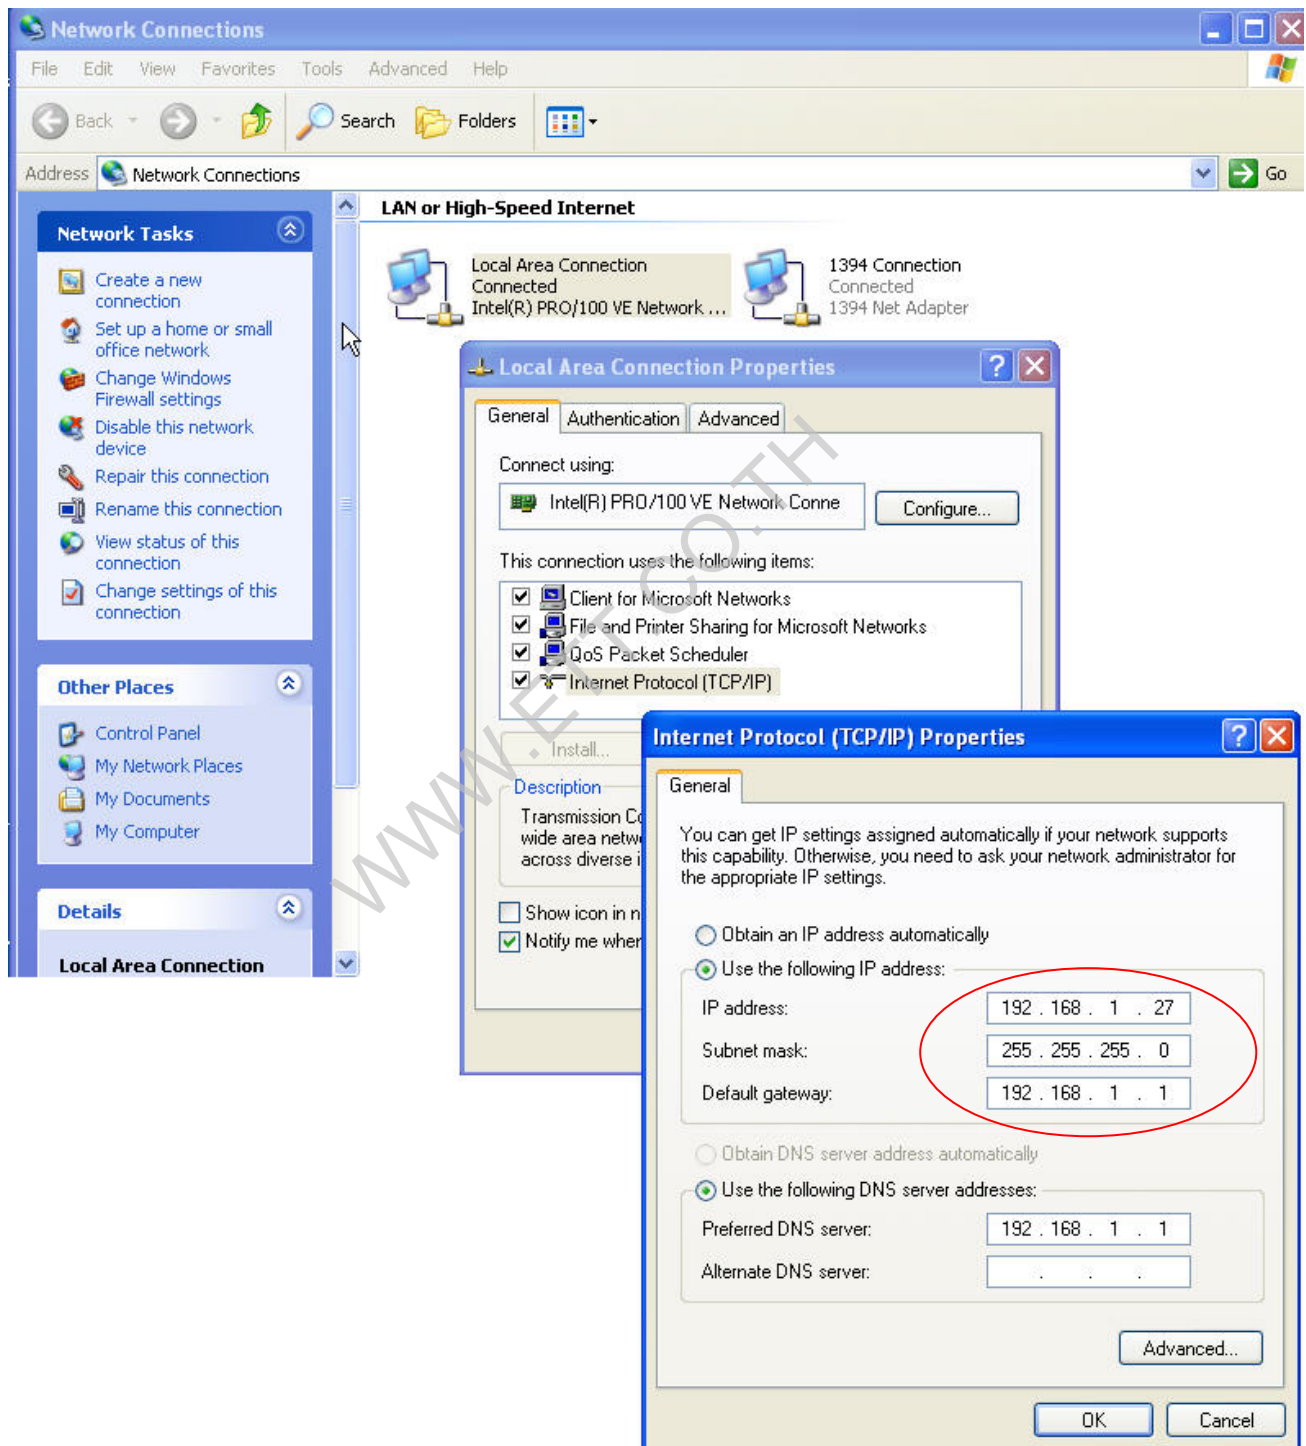 Network Connections
File Edit View Favorites Tools Advanced Help
Back Search Folders
Address Network Connections Go
Network Tasks
Create a new
connection
Set up a home or small
office network
Change Windows
Firewall settings
Disable this network
device
Repair this connection
Rename this connection
View status of this
connection
Change settings of this
connection
Other Places
Control Panel
My Network Places
My Documents
My Computer
Details
Local Area Connection
LAN or High-Speed Internet
Local Area Connection
Connected
Intel(R) PRO/100 VE Network ...
1394 Connection
Connected
1394 Net Adapter
Local Area Connection Properties
General Authentication Advanced
Connect using:
Intel(R) PRO/100 VE Network Conne
Configure...
This connection uses the following items:
Client for Microsoft Networks
File and Printer Sharing for Microsoft Networks
QoS Packet Scheduler
Internet Protocol (TCP/IP)
Install...
Description
Transmission Co
wide area netw
across diverse i
Show icon in n
Notify me when
Internet Protocol (TCP/IP) Properties
General
You can get IP settings assigned automatically if your network supports
this capability. Otherwise, you need to ask your network administrator for
the appropriate IP settings.
Obtain an IP address automatically
Use the following IP address:
IP address: 192 . 168 . 1 . 27
Subnet mask: 255 . 255 . 255 . 0
Default gateway: 192 . 168 . 1 . 1
Obtain DNS server address automatically
Use the following DNS server addresses:
Preferred DNS server: 192 . 168 . 1 . 1
Alternate DNS server: . . .
Advanced...
OK Cancel
WWW.ETT.CO.TH